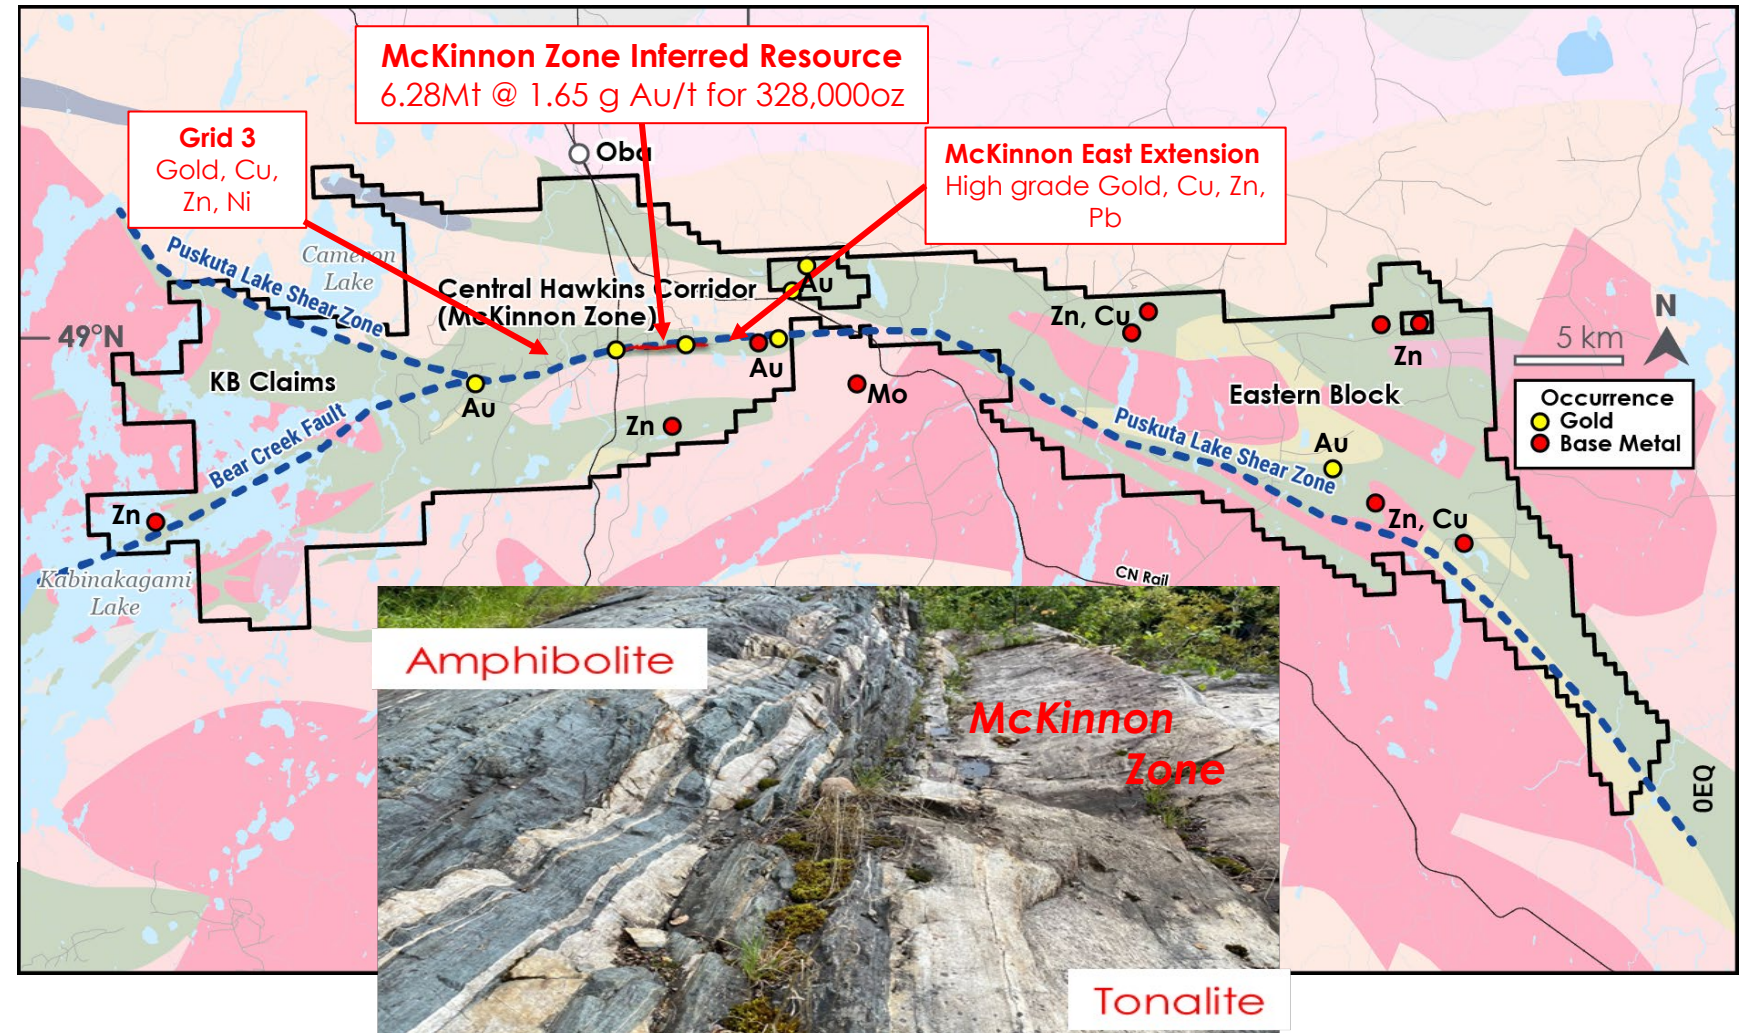 McKinnon Zone Inferred Resource
6.28Mt @ 1.65 g Au/t for 328,000oz
Grid 3
Gold, Cu,
Zn, Ni
McKinnon East Extension
High grade Gold, Cu, Zn,
Pb
Oba
Cameron
Lake
Puskuta Lake Shear Zone
Central Hawkins Corridor
(McKinnon Zone)
Au
49°N
KB Claims
Au
Bear Creek Fault
Zn
Au
Mo
Zn, Cu
Zn
N
5 km
Eastern Block
Occurrence
Gold
Base Metal
Puskuta Lake Shear Zone
Au
Zn, Cu
Zn
Kabinakagami
Lake
CN Rail
0EQ
Amphibolite
McKinnon
Zone
Tonalite